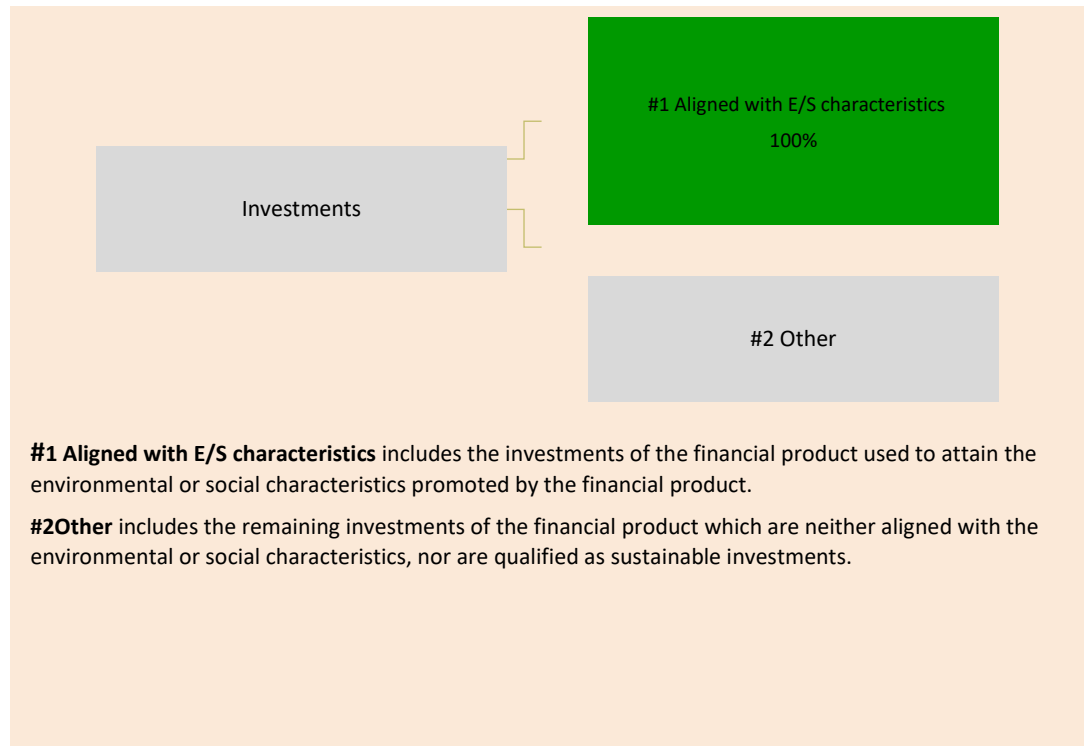 #1 Aligned with E/S characteristics
100%
Investments
#2 Other
#1 Aligned with E/S characteristics includes the investments of the financial product used to attain the
environmental or social characteristics promoted by the financial product.
#2Other includes the remaining investments of the financial product which are neither aligned with the
environmental or social characteristics, nor are qualified as sustainable investments.